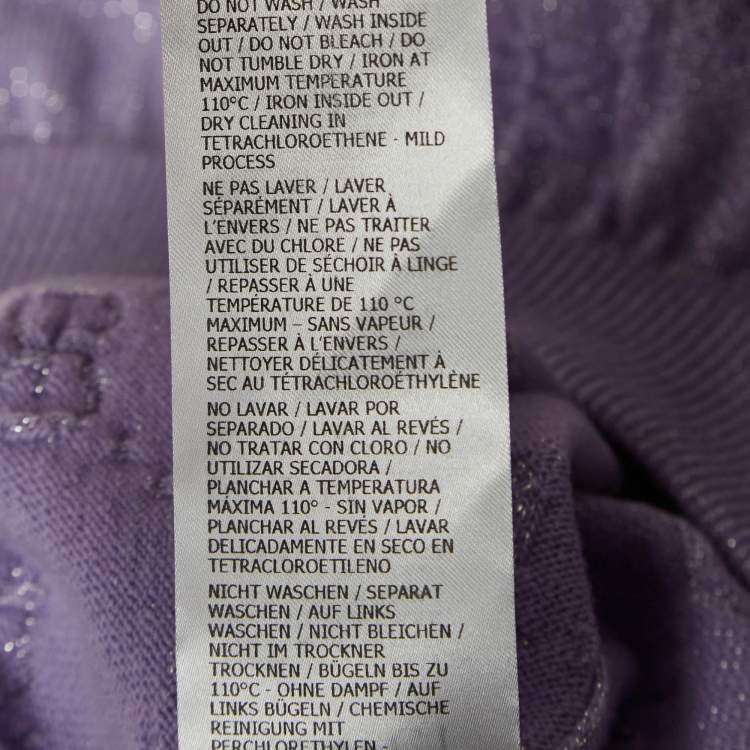 DO NOT WASH / WASH
SEPARATELY / WASH INSIDE
OUT / DO NOT BLEACH / DO
NOT TUMBLE DRY / IRON AT
MAXIMUM TEMPERATURE
110°C / IRON INSIDE OUT /
DRY CLEANING IN
TETRACHLOROETHENE - MILD
PROCESS
NE PAS LAVER / LAVER
SÉPARÉMENT / LAVER À
L'ENVERS / NE PAS TRAITER
AVEC DU CHLORE / NE PAS
UTILISER DE SÉCHOIR À LINGE
/ REPASSER À UNE
TEMPÉRATURE DE 110 °C
MAXIMUM – SANS VAPEUR /
REPASSER À L'ENVERS /
NETTOYER DÉLICATEMENT À
SEC AU TÉTRACHLOROÉTHYLÈNE
NO LAVAR / LAVAR POR
SEPARADO / LAVAR AL REVÉS /
NO TRATAR CON CLORO / NO
UTILIZAR SECADORA /
PLANCHAR A TEMPERATURA
MÁXIMA 110° - SIN VAPOR /
PLANCHAR AL REVÉS / LAVAR
DELICADAMENTE EN SECO EN
TETRACLOROETILENO
NICHT WASCHEN / SEPARAT
WASCHEN / AUF LINKS
WASCHEN / NICHT BLEICHEN /
NICHT IM TROCKNER
TROCKNEN / BÜGELN BIS ZU
110°C - OHNE DAMPF / AUF
LINKS BÜGELN / CHEMISCHE
REINIGUNG MIT
PERCHLORETHYLEN -